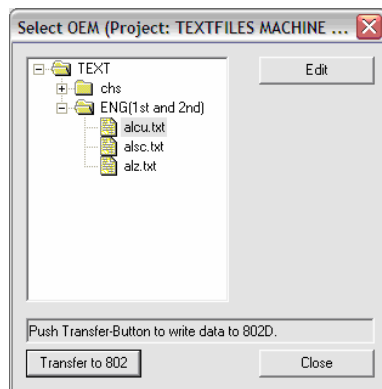 Select OEM (Project: TEXTFILES MACHINE ...
TEXT
Edit
chs
ENG(1st and 2nd)
alcu.txt
alsc.txt
alz.txt
Push Transfer-Button to write data to 802D.
Transfer to 802
Close